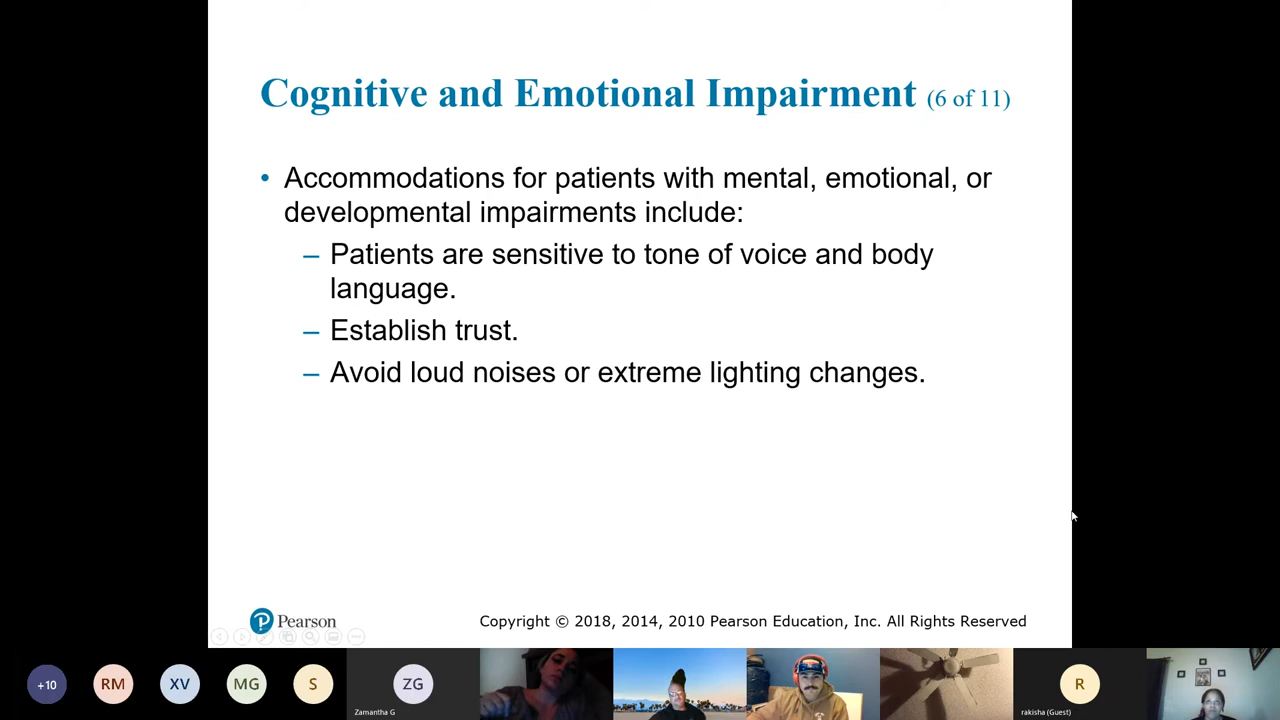 Cognitive and Emotional Impairment (6 of 11)
• Accommodations for patients with mental, emotional, or
developmental impairments include:
– Patients are sensitive to tone of voice and body
language.
– Establish trust.
– Avoid loud noises or extreme lighting changes.
P Pearson
Copyright © 2018, 2014, 2010 Pearson Education, Inc. All Rights Reserved
+10
RM
XV
MG
S
ZG
Zamantha G
R
rakisha (Guest)